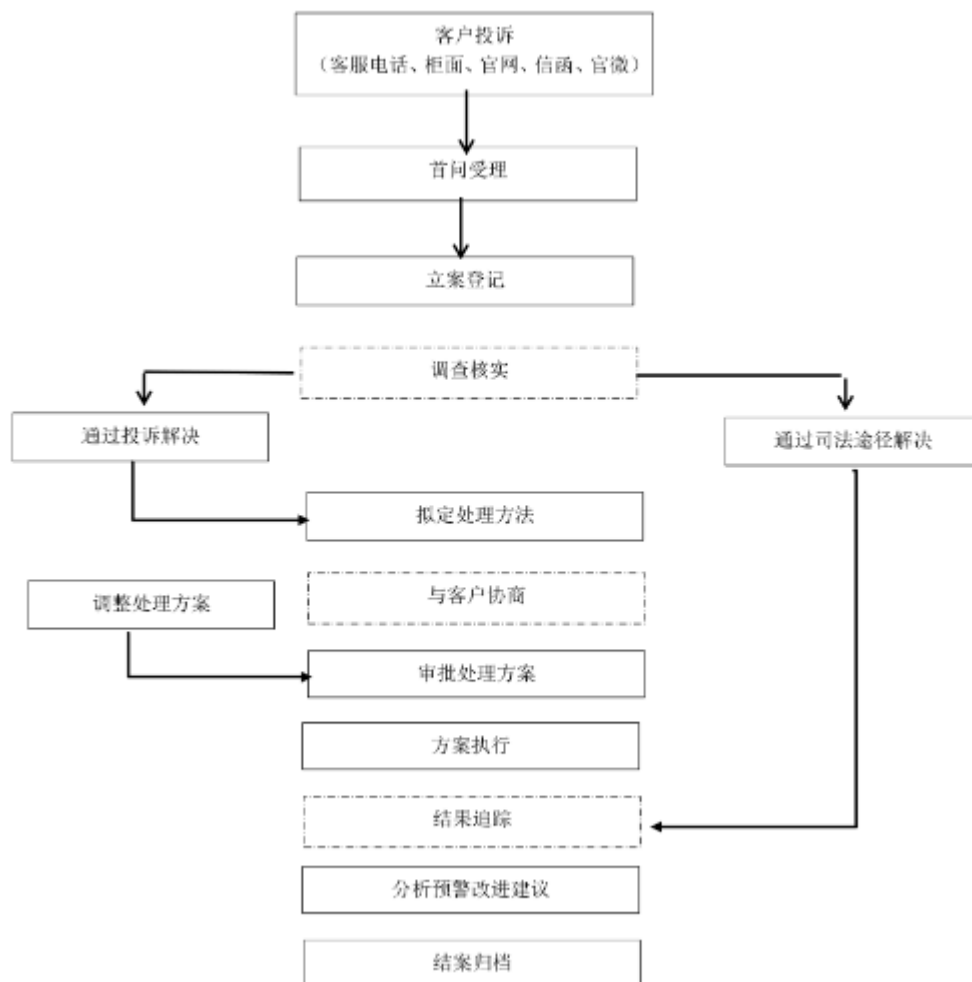 客户投诉
（客服电话、柜面、官网、信函、官微）
首问受理
立案登记
调查核实
通过投诉解决
通过司法途径解决
拟定处理方法
与客户协商
调整处理方案
审批处理方案
方案执行
结果追踪
分析预警改进建议
结案归档